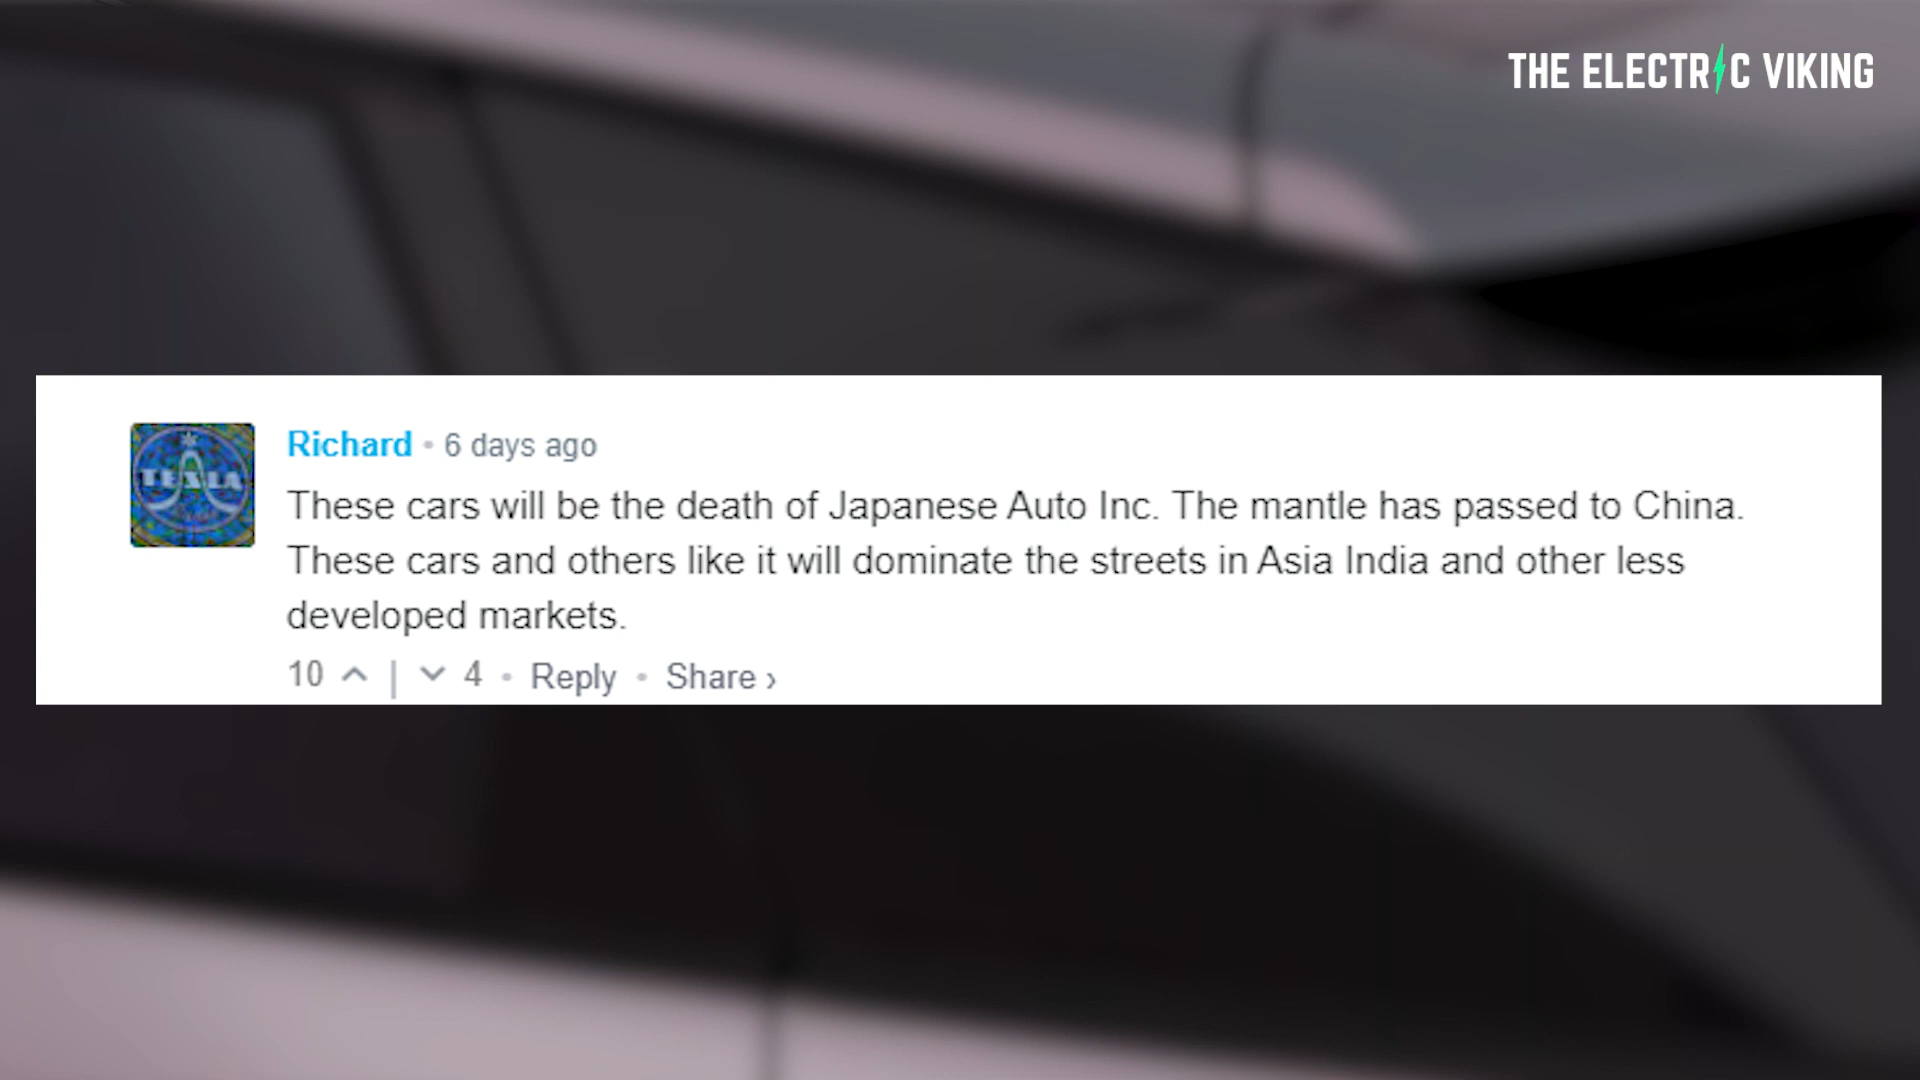 THE ELECTRIC VIKING
Richard • 6 days ago
TESLA
These cars will be the death of Japanese Auto Inc. The mantle has passed to China.
These cars and others like it will dominate the streets in Asia India and other less
developed markets.
10 | 4 • Reply • Share ›